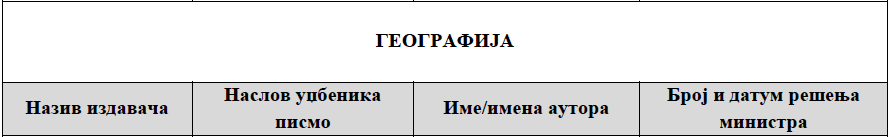 ГЕОГРАФИЈА
Назив издавача
Наслов уџбеника
писмо
Име/имена аутора
Број и датум решења
министра